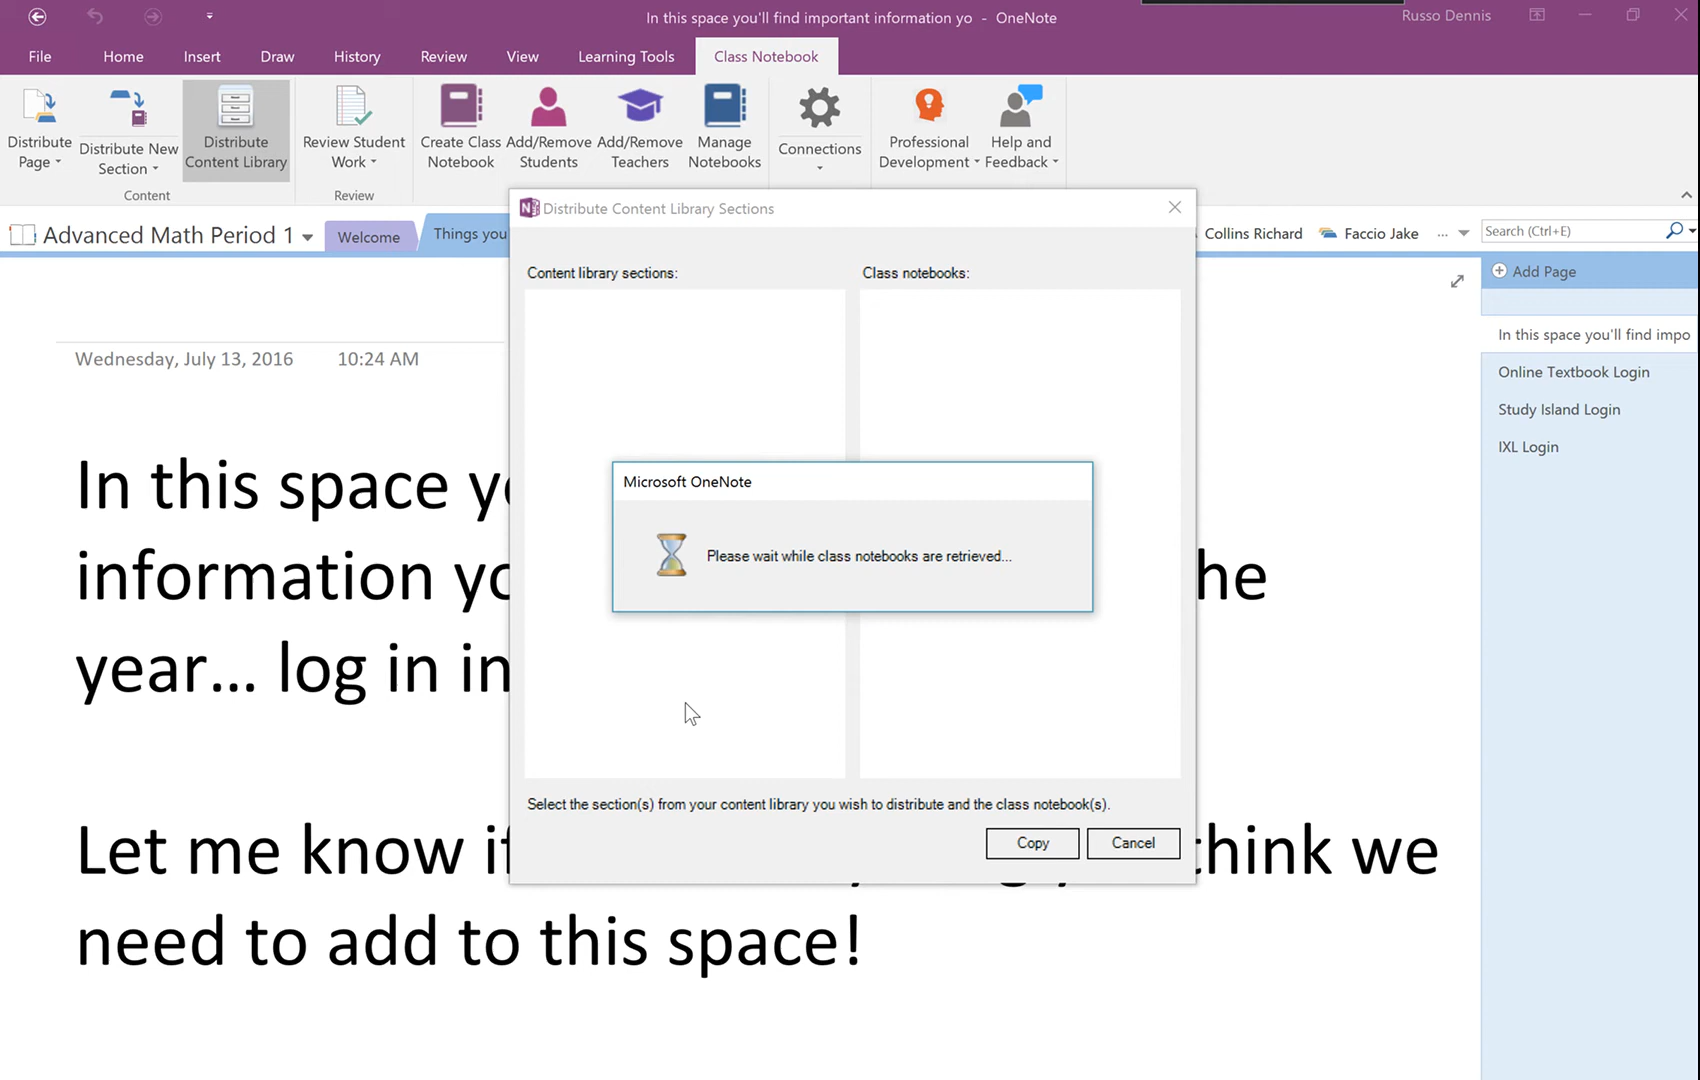 In this space you'll find important information yo - OneNote
Russo Dennis
File Home Insert Draw History Review View Learning Tools Class Notebook
Distribute Page
Distribute New Section
Distribute Content Library
Review Student Work
Create Class Notebook
Add/Remove Students
Add/Remove Teachers
Manage Notebooks
Connections
Professional Development
Help and Feedback
Content
Review
Advanced Math Period 1
Welcome
Things you
Collins Richard
Faccio Jake
...
Search (Ctrl+E)
Distribute Content Library Sections
Content library sections:
Class notebooks:
Microsoft OneNote
Please wait while class notebooks are retrieved...
Select the section(s) from your content library you wish to distribute and the class notebook(s).
Copy
Cancel
Add Page
In this space you'll find impo
Online Textbook Login
Study Island Login
IXL Login
Wednesday, July 13, 2016 10:24 AM
In this space
information he
year... log in in
Let me know think we
need to add to this space!